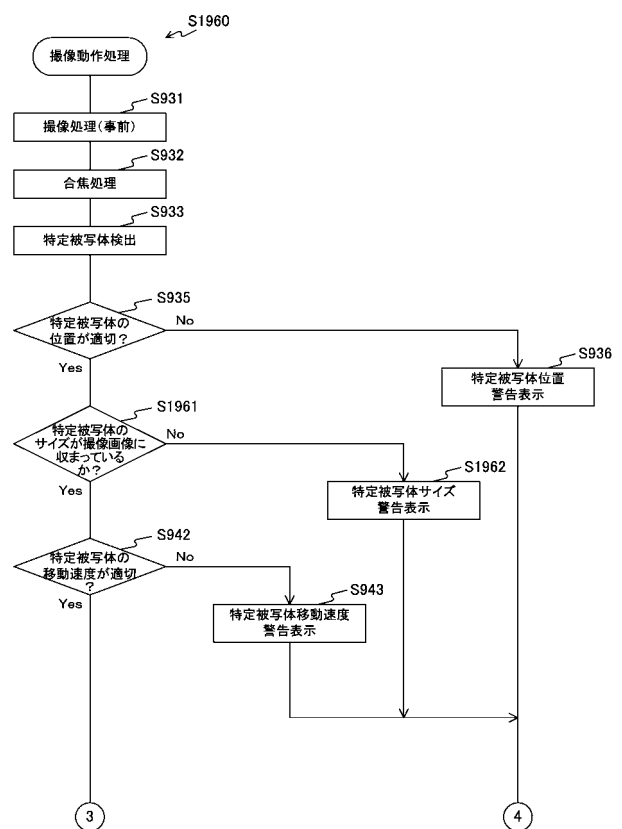 S1960
撮像動作処理
S931
撮像処理(事前)
S932
合焦処理
S933
特定被写体検出
S935
特定被写体の
位置が適切?
No
Yes
S936
特定被写体位置
警告表示
S1961
特定被写体の
サイズが撮像画像に
収まっている
か?
No
Yes
S1962
特定被写体サイズ
警告表示
S942
特定被写体の
移動速度が適切
?
No
Yes
S943
特定被写体移動速度
警告表示
3
4